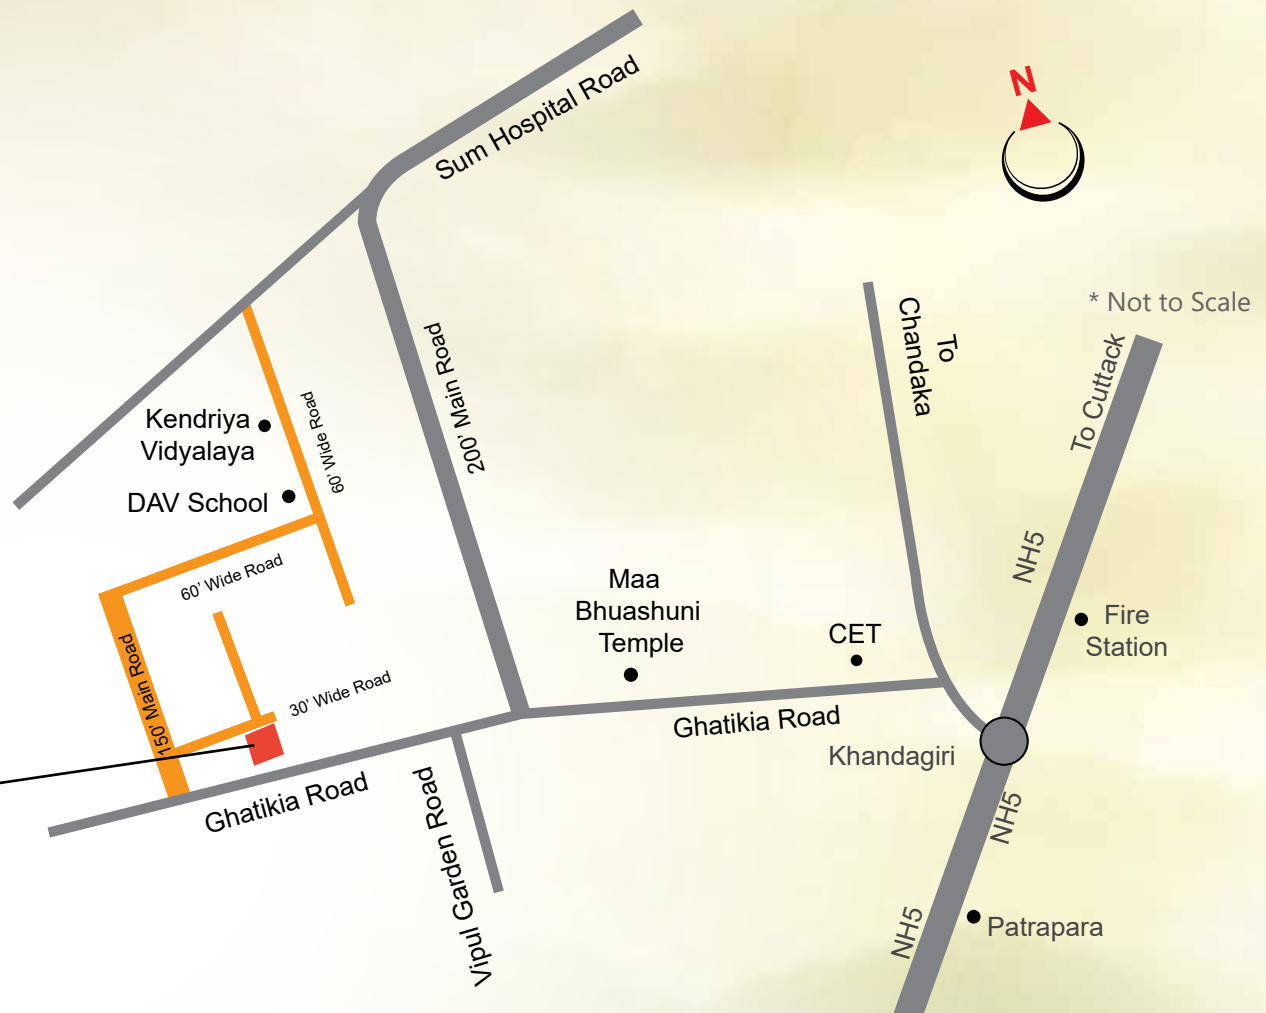 Sum Hospital Road
N
* Not to Scale
To
Chandaka
To Cuttack
200' Main Road
60' Wide Road
Kendriya
Vidyalaya
DAV School
NH5
60’ Wide Road
Maa
Bhuashuni
Temple
CET
Fire
Station
150’ Main Road
30’ Wide Road
Ghatikia Road
Khandagiri
Ghatikia Road
Vipul Garden Road
NH5
NH5
Patrapara